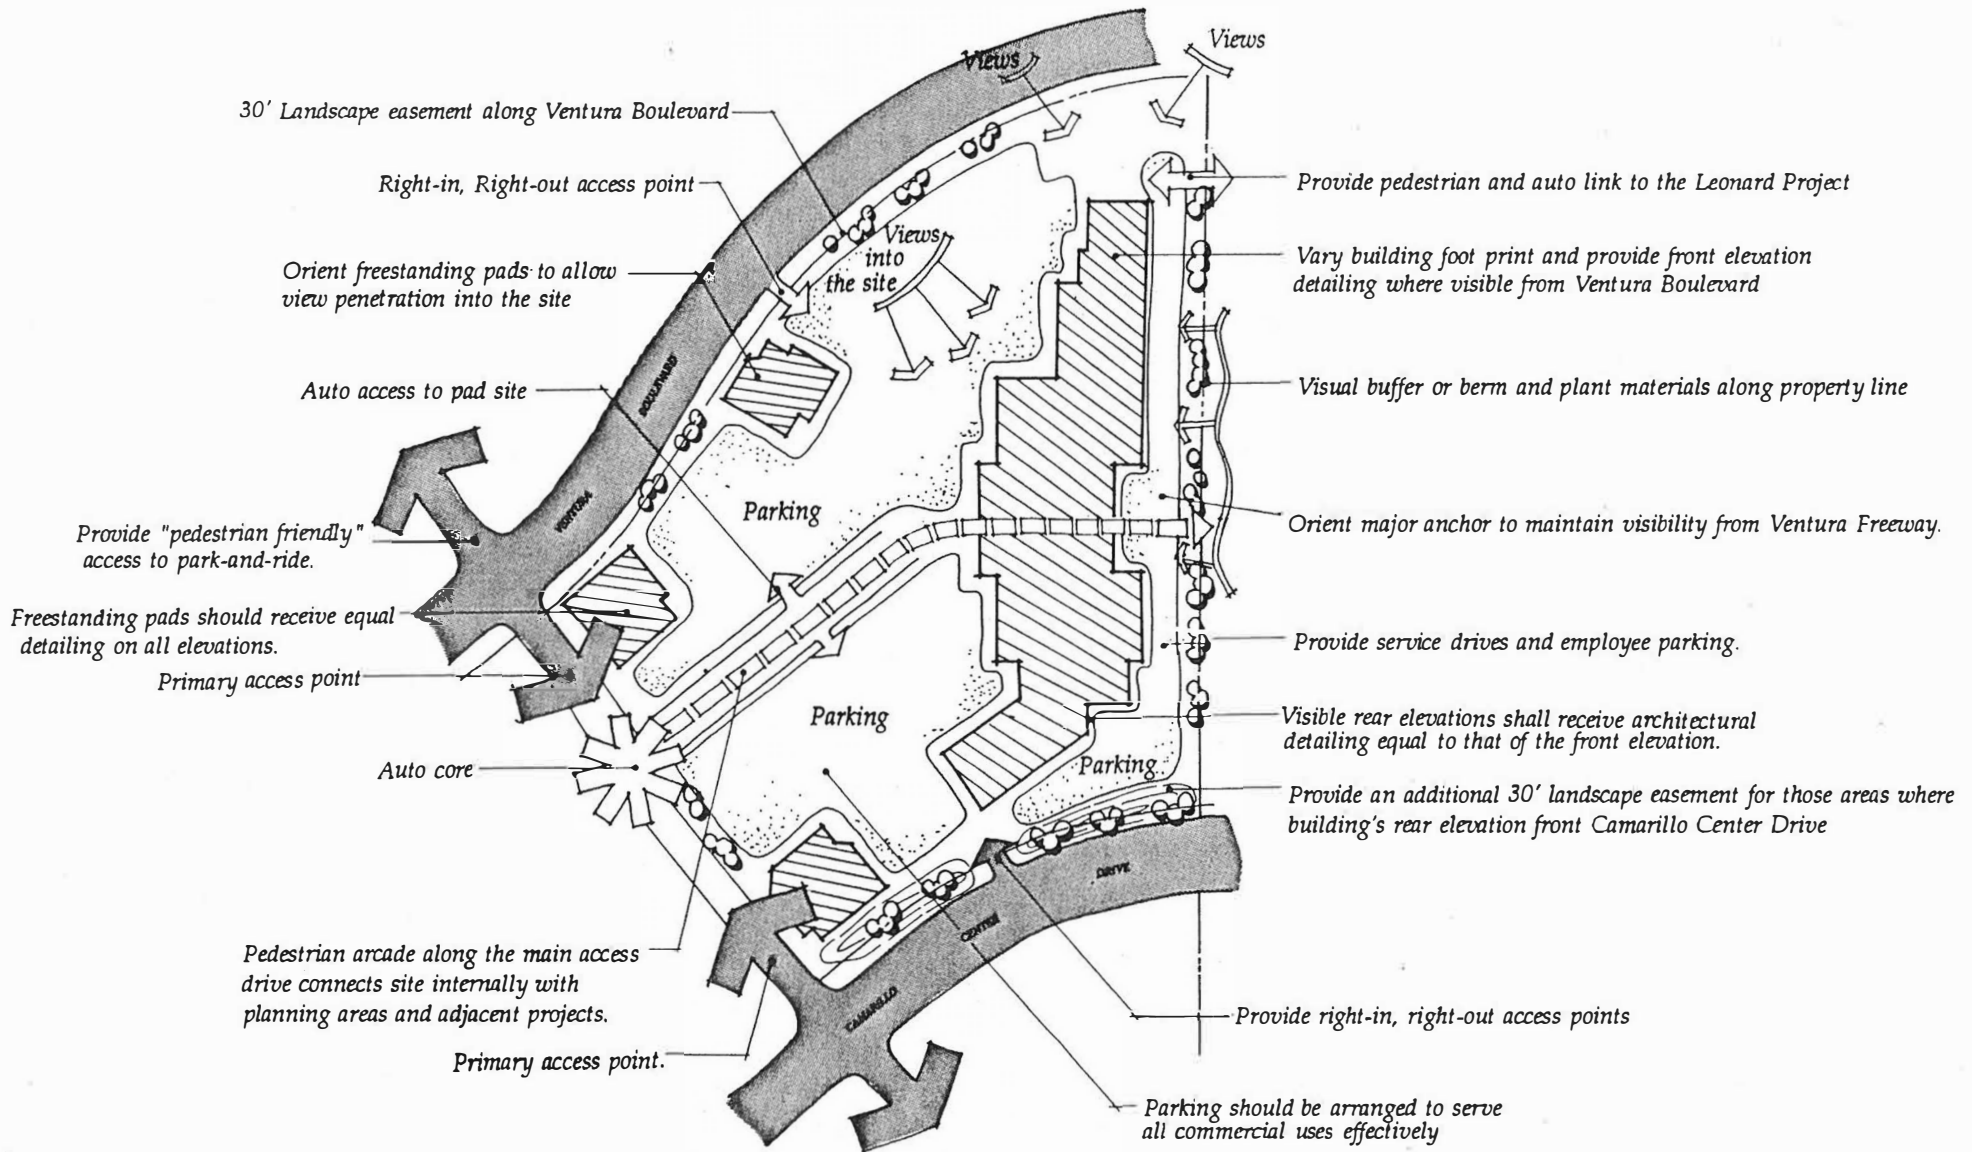 Views
Views
30' Landscape easement along Ventura Boulevard
Right-in, Right-out access point
Provide pedestrian and auto link to the Leonard Project
Views
into
the site
Orient freestanding pads to allow
view penetration into the site
Vary building foot print and provide front elevation
detailing where visible from Ventura Boulevard
Auto access to pad site
BOULEVARD
Visual buffer or berm and plant materials along property line
VENTURA
Parking
Provide "pedestrian friendly"
access to park-and-ride.
Orient major anchor to maintain visibility from Ventura Freeway.
Freestanding pads should receive equal
detailing on all elevations.
Provide service drives and employee parking.
Primary access point
Parking
Visible rear elevations shall receive architectural
detailing equal to that of the front elevation.
Auto core
Parking
Provide an additional 30' landscape easement for those areas where
building's rear elevation front Camarillo Center Drive
DRIVE
CENTER
CAMARILLO
Pedestrian arcade along the main access
drive connects site internally with
planning areas and adjacent projects.
Provide right-in, right-out access points
Primary access point.
Parking should be arranged to serve
all commercial uses effectively